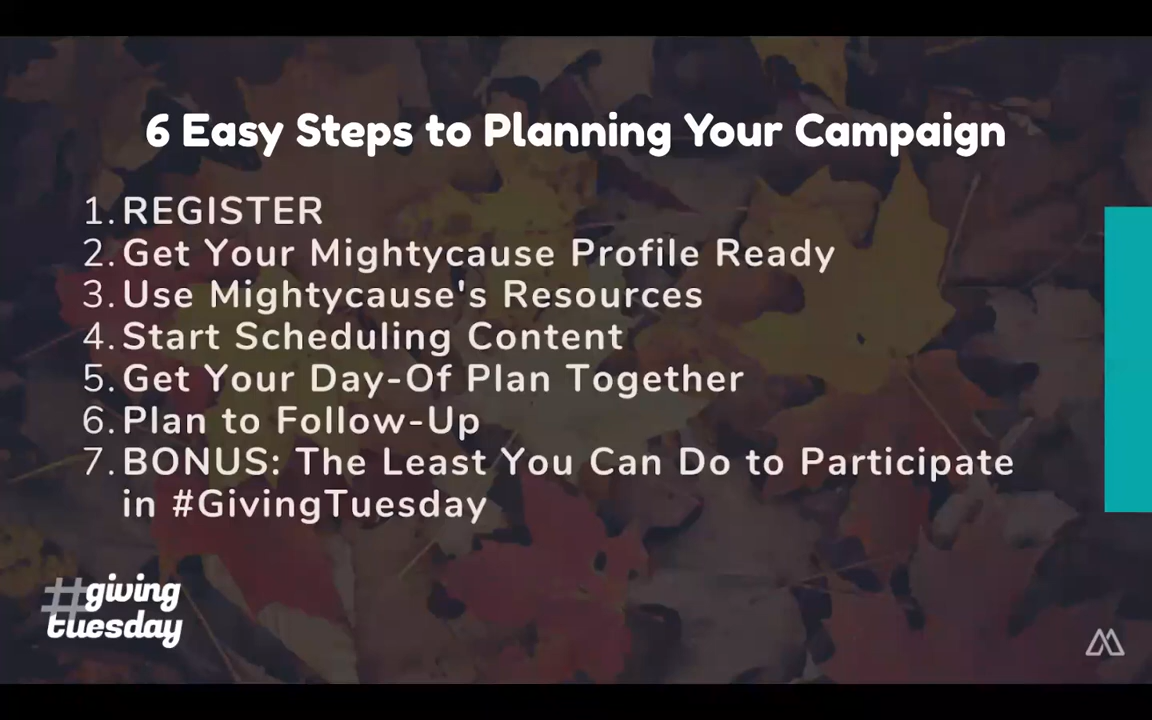 6 Easy Steps to Planning Your Campaign
1. REGISTER
2. Get Your Mightycause Profile Ready
3. Use Mightycause's Resources
4. Start Scheduling Content
5. Get Your Day-Of Plan Together
6. Plan to Follow-Up
7. BONUS: The Least You Can Do to Participate
in #GivingTuesday
#giving
tuesday